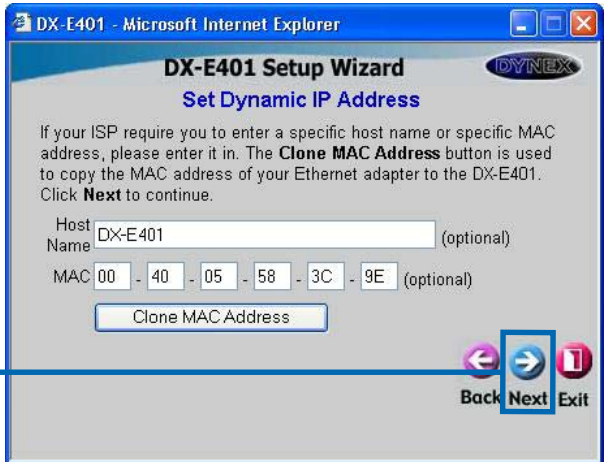 DX-E401 - Microsoft Internet Explorer
DX-E401 Setup Wizard
DYNEX
Set Dynamic IP Address
If your ISP require you to enter a specific host name or specific MAC
address, please enter it in. The Clone MAC Address button is used
to copy the MAC address of your Ethernet adapter to the DX-E401.
Click Next to continue.
Host
Name DX-E401 (optional)
MAC 00 - 40 - 05 - 58 - 3C - 9E (optional)
Clone MAC Address
Back Next Exit